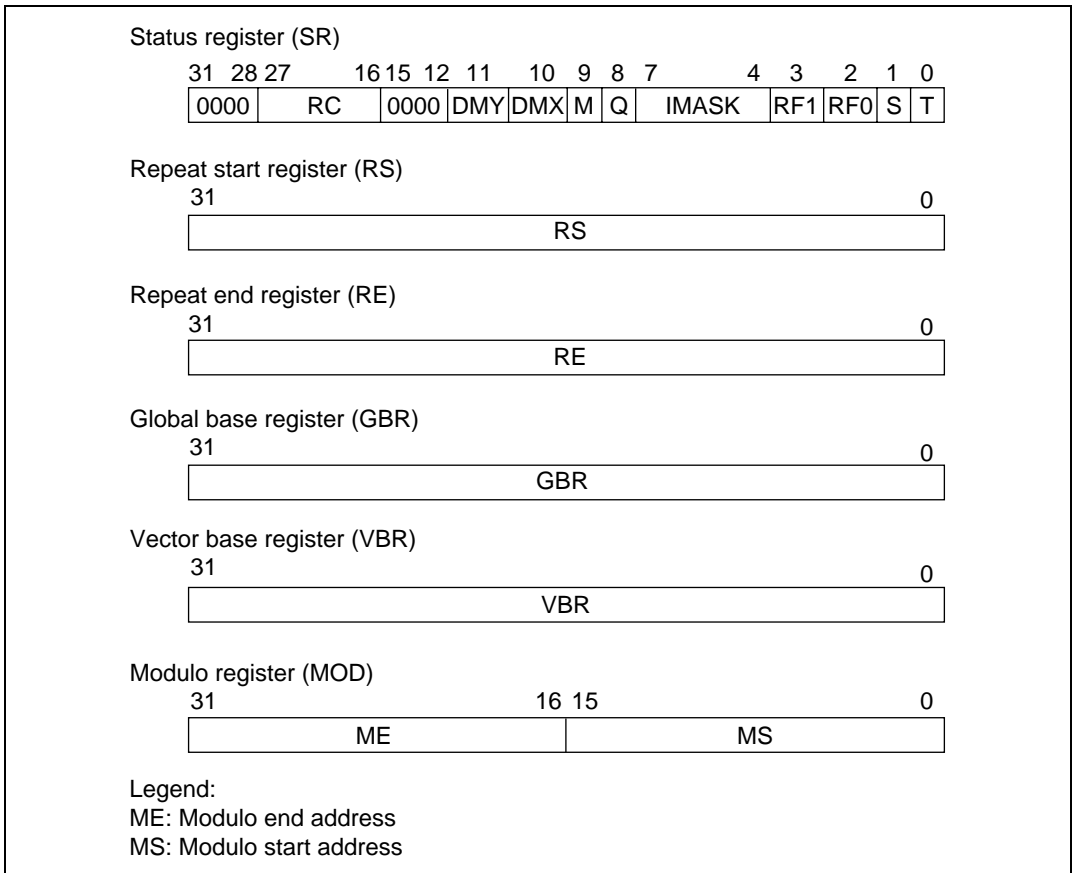 Status register (SR)
31 28 27 16 15 12 11 10 9 8 7 4 3 2 1 0
0000 RC 0000 DMY DMX M Q IMASK RF1 RF0 S T
Repeat start register (RS)
31 0
RS
Repeat end register (RE)
31 0
RE
Global base register (GBR)
31 0
GBR
Vector base register (VBR)
31 0
VBR
Modulo register (MOD)
31 16 15 0
ME MS
Legend:
ME: Modulo end address
MS: Modulo start address